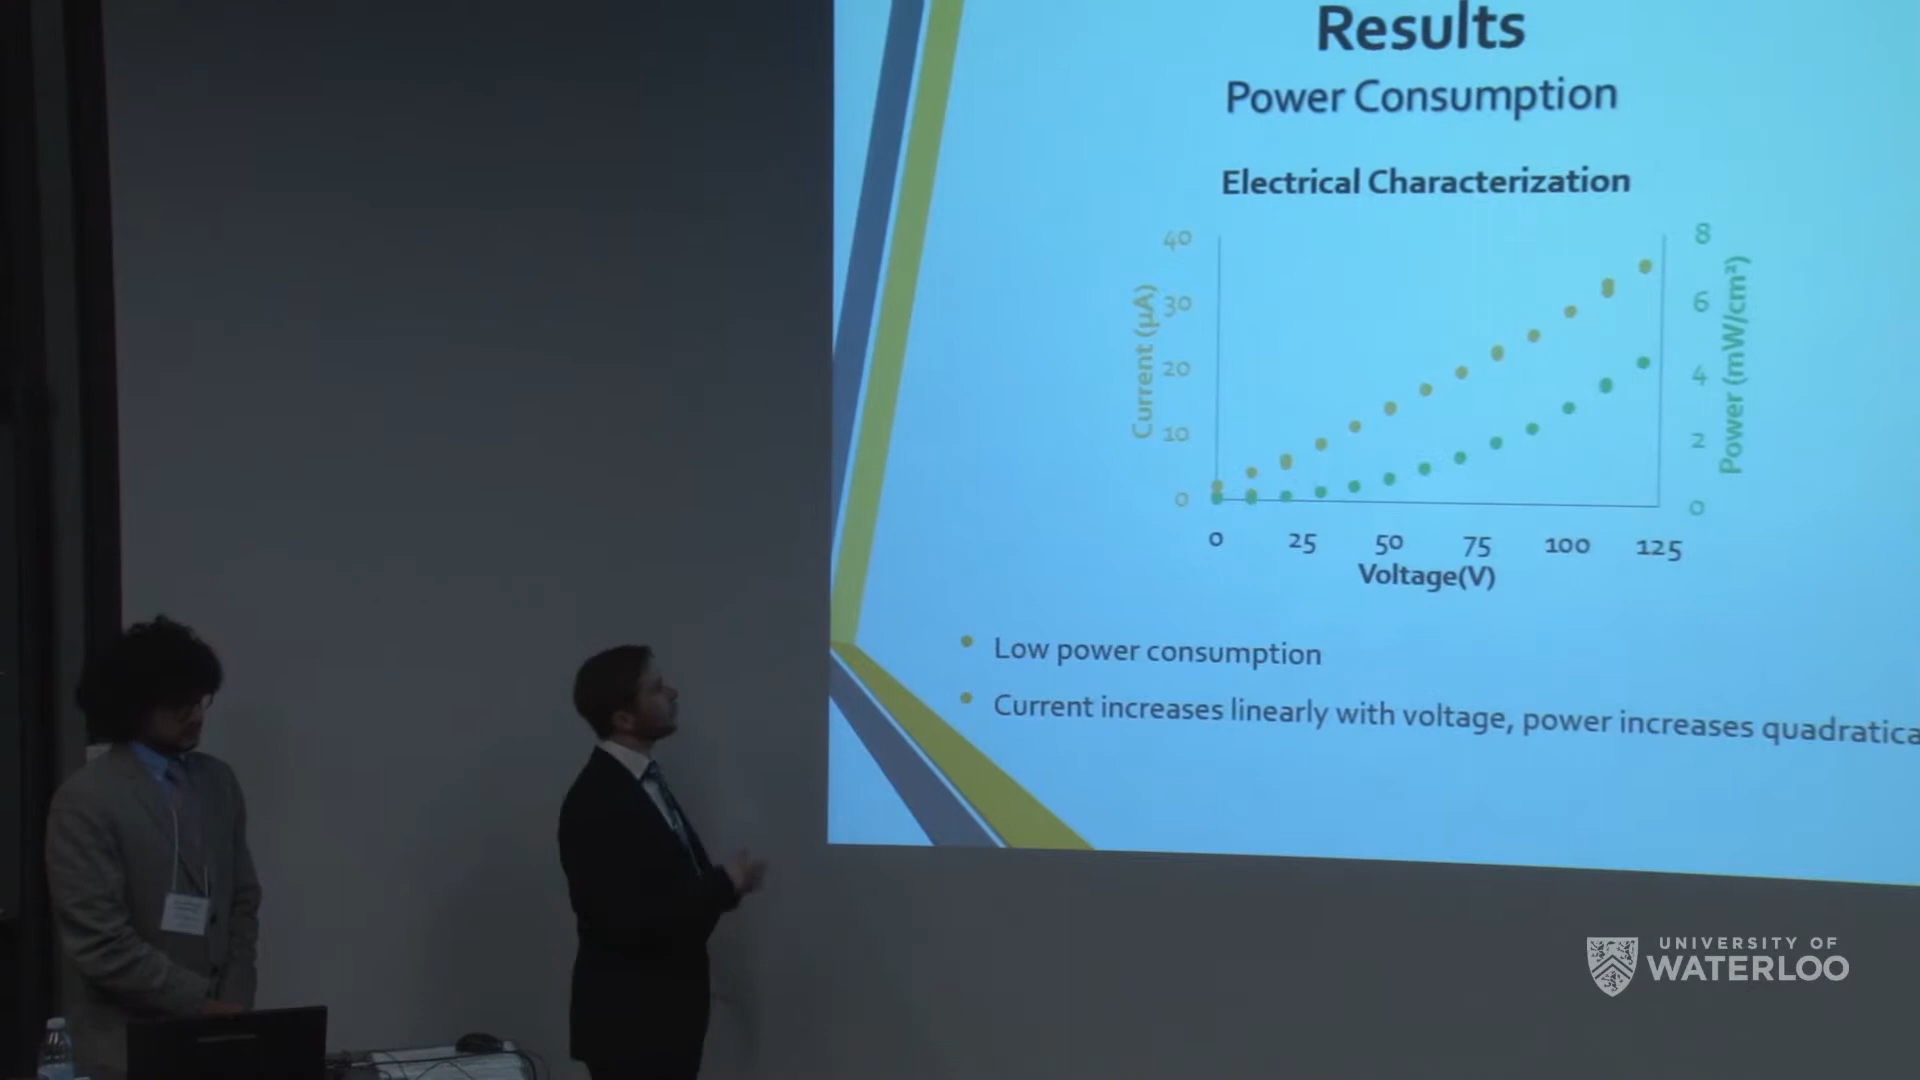 Results
Power Consumption
Electrical Characterization
40
30
20
10
0
Current (µA)
8
6
4
2
0
Power (mW/cm²)
0 25 50 75 100 125
Voltage(V)
• Low power consumption
• Current increases linearly with voltage, power increases quadratica
UNIVERSITY OF
WATERLOO